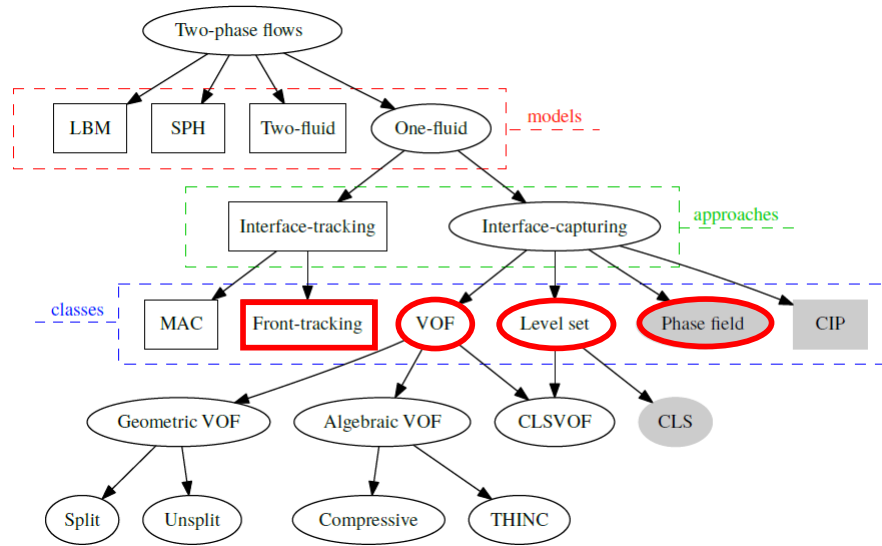 Two-phase flows
LBM
SPH
Two-fluid
One-fluid
models
Interface-tracking
Interface-capturing
approaches
classes
MAC
Front-tracking
VOF
Level set
Phase field
CIP
Geometric VOF
Algebraic VOF
CLSVOF
CLS
Split
Unsplit
Compressive
THINC